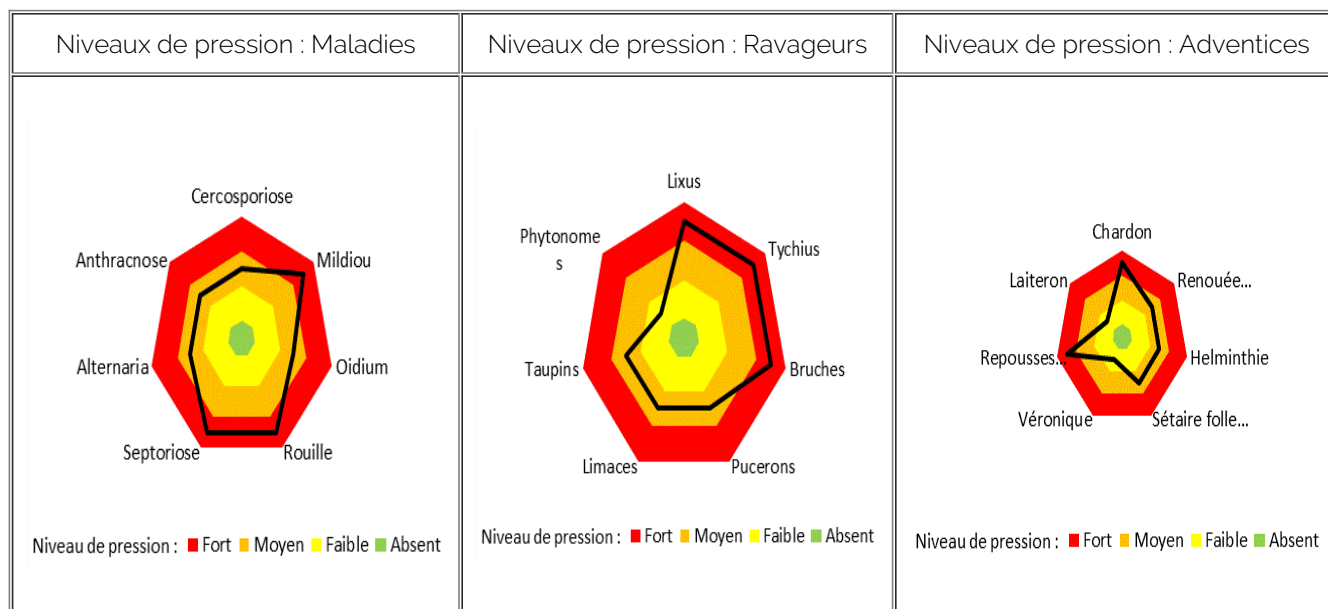 Niveaux de pression : Maladies
Niveaux de pression : Ravageurs
Niveaux de pression : Adventices
Cercosporiose
Mildiou
Oidium
Rouille
Septoriose
Alternaria
Anthracnose
Niveau de pression : Fort Moyen Faible Absent
Lixus
Tychius
Bruches
Pucerons
Limaces
Taupins
Phytonome
s
Niveau de pression : Fort Moyen Faible Absent
Chardon
Renouée...
Helminthie
Sétaire folle...
Véronique
Repousses...
Laiteron
Niveau de pression : Fort Moyen Faible Absent